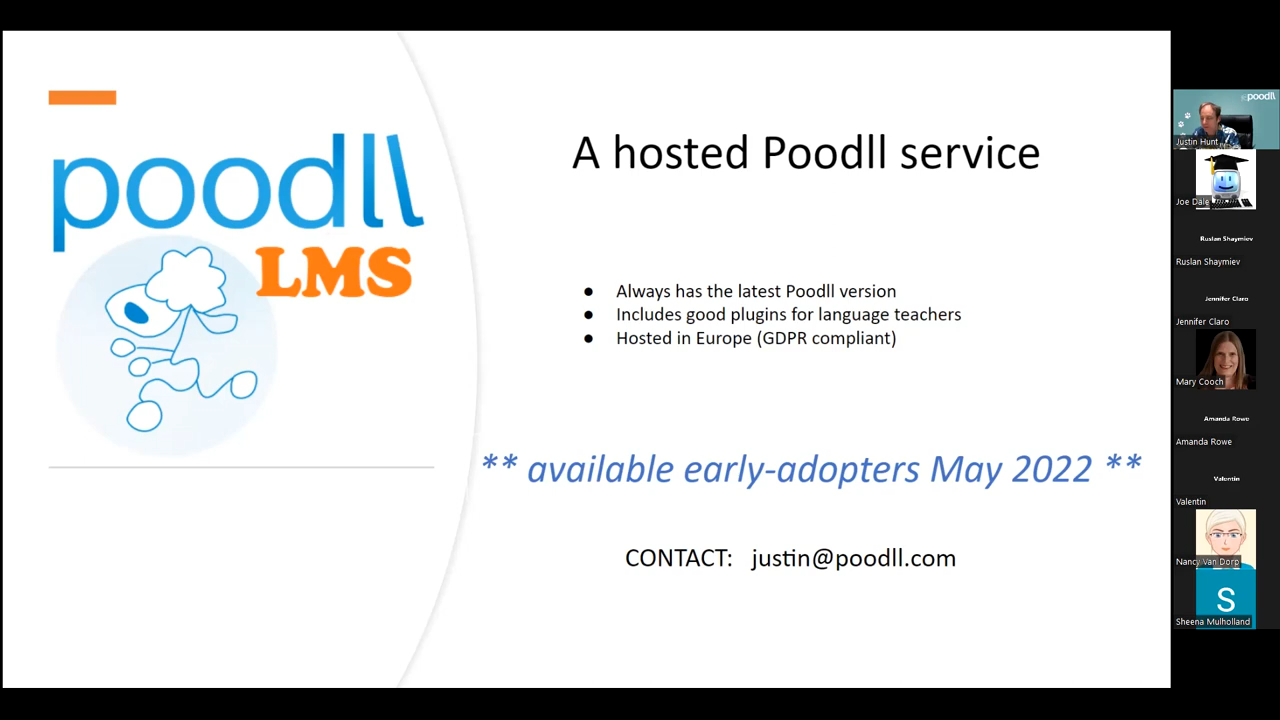 poodll
LMS
A hosted Poodll service
● Always has the latest Poodll version
● Includes good plugins for language teachers
● Hosted in Europe (GDPR compliant)
** available early-adopters May 2022 **
CONTACT: justin@poodll.com
poodll
Justin Hunt
Joe Dale
Ruslan Shaymiev
Ruslan Shaymiev
Jennifer Claro
Jennifer Claro
Mary Cooch
Amanda Rowe
Amanda Rowe
Valentin
Valentin
Nancy Van Dorp
S
Sheena Mulholland